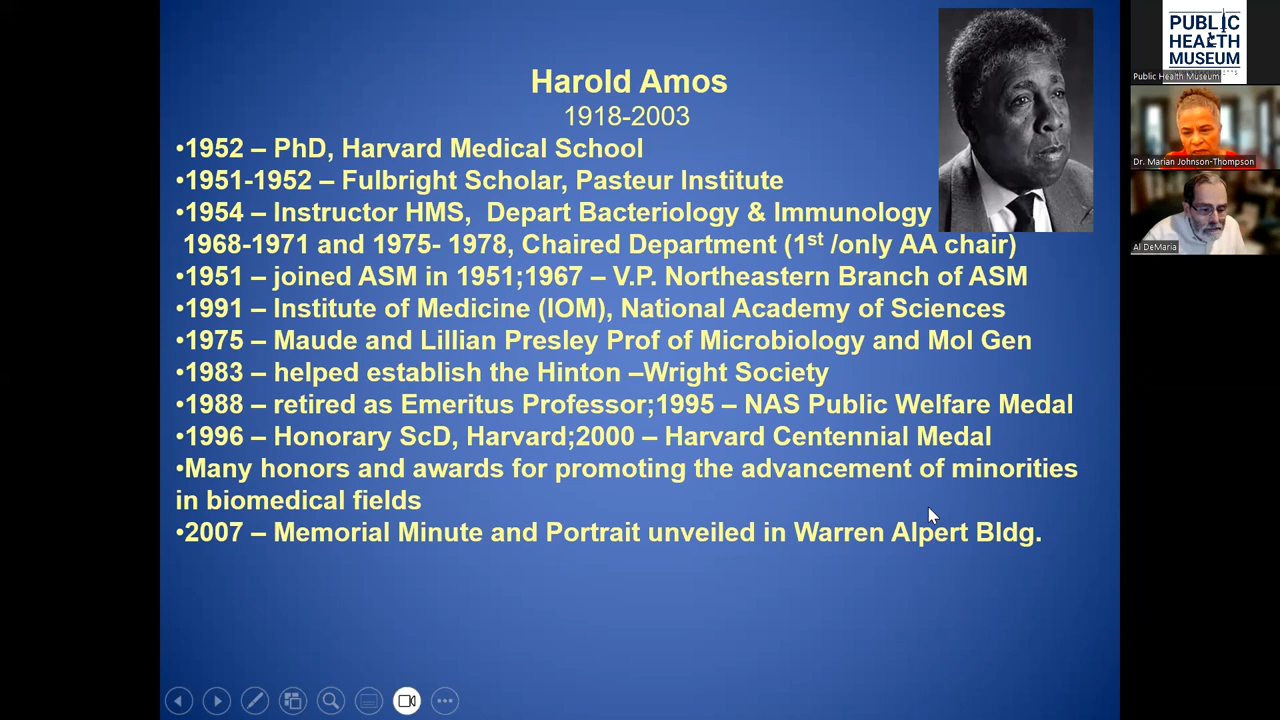 Harold Amos
1918-2003
•1952 – PhD, Harvard Medical School
•1951-1952 – Fulbright Scholar, Pasteur Institute
•1954 – Instructor HMS,  Depart Bacteriology & Immunology
1968-1971 and 1975- 1978, Chaired Department (1st /only AA chair)
•1951 – joined ASM in 1951;1967 – V.P. Northeastern Branch of ASM
•1991 – Institute of Medicine (IOM), National Academy of Sciences
•1975 – Maude and Lillian Presley Prof of Microbiology and Mol Gen
•1983 – helped establish the Hinton –Wright Society
•1988 – retired as Emeritus Professor;1995 – NAS Public Welfare Medal
•1996 – Honorary ScD, Harvard;2000 – Harvard Centennial Medal
•Many honors and awards for promoting the advancement of minorities
in biomedical fields
•2007 – Memorial Minute and Portrait unveiled in Warren Alpert Bldg.
PUBLIC
HEALTH
MUSEUM
Public Health Museum
Dr. Marian Johnson-Thompson
Al DeMaria